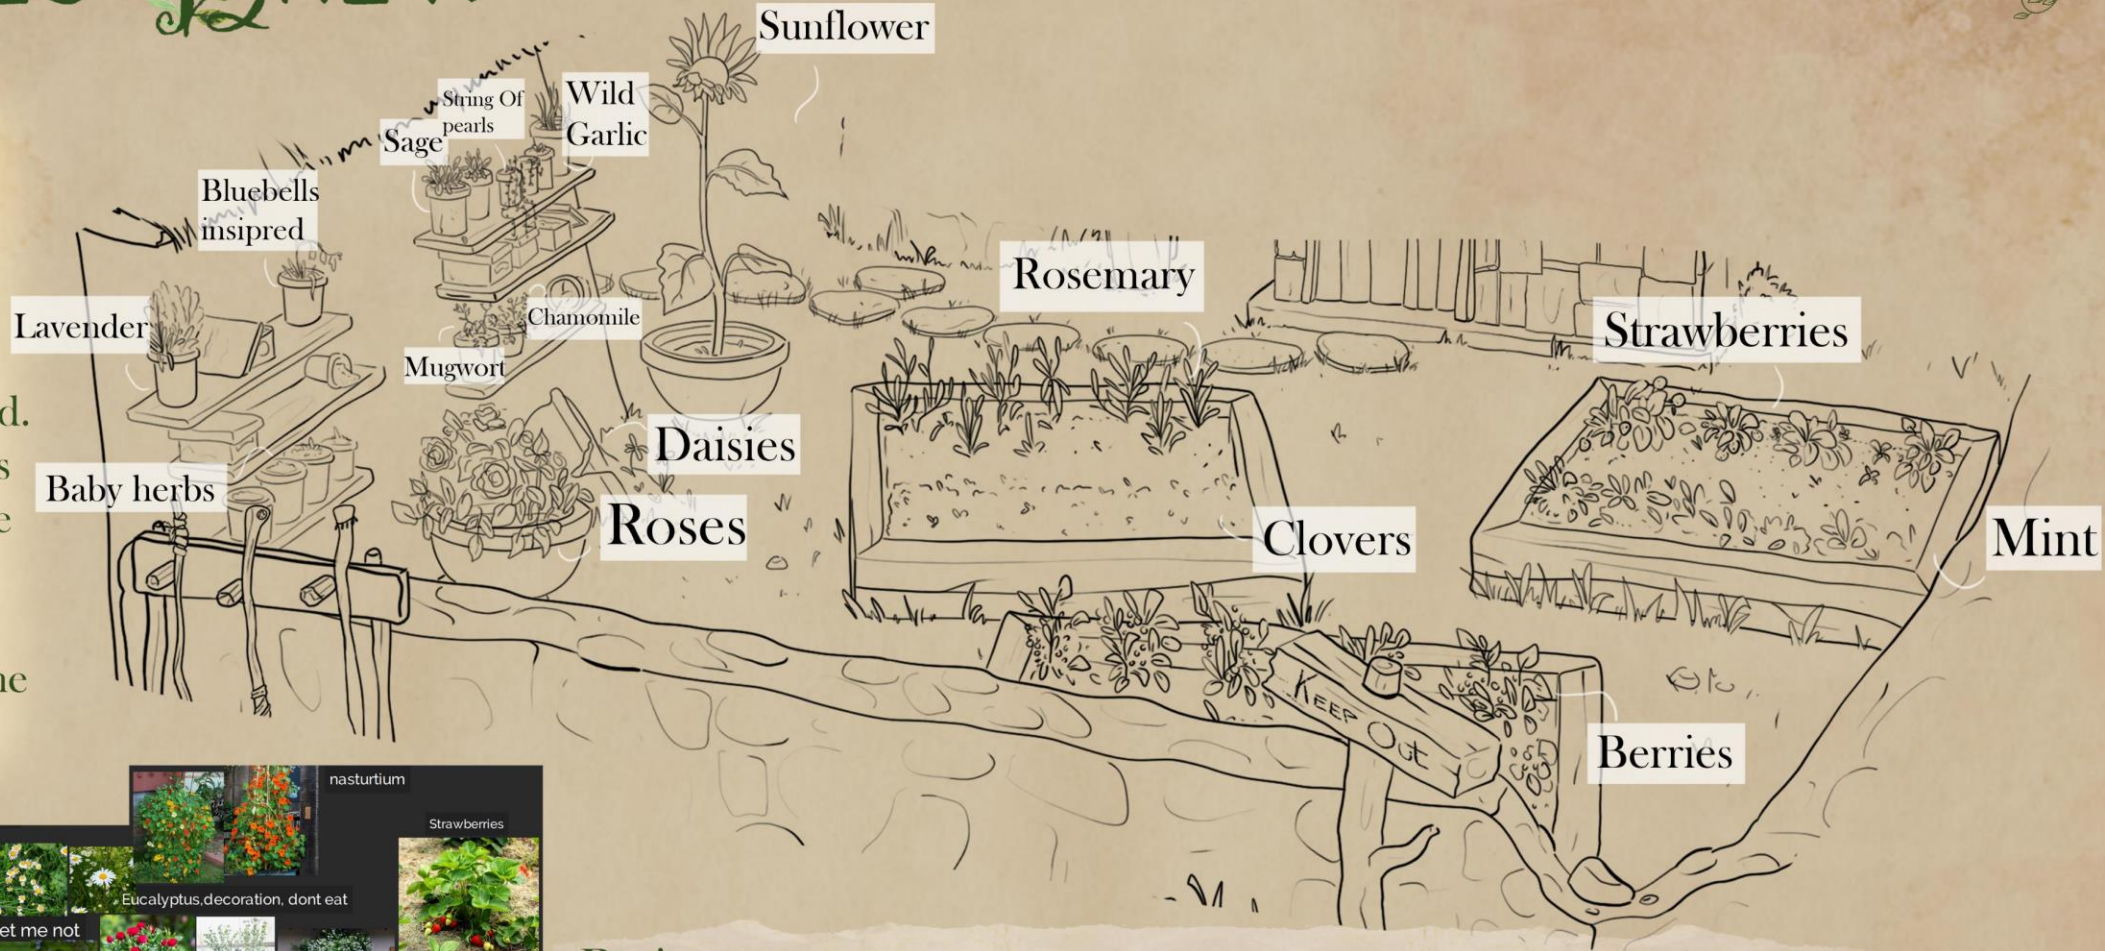 Sunflower
String Of
pearls
Wild
Garlic
Sage
Bluebells
insipred
Rosemary
Lavender
Chamomile
Strawberries
Mugwort
d.
s
Daisies
Baby herbs
e
Roses
Clovers
Mint
ne
KEEP Out
Berries
nasturtium
Strawberries
Eucalyptus,decoration, dont eat
et me not